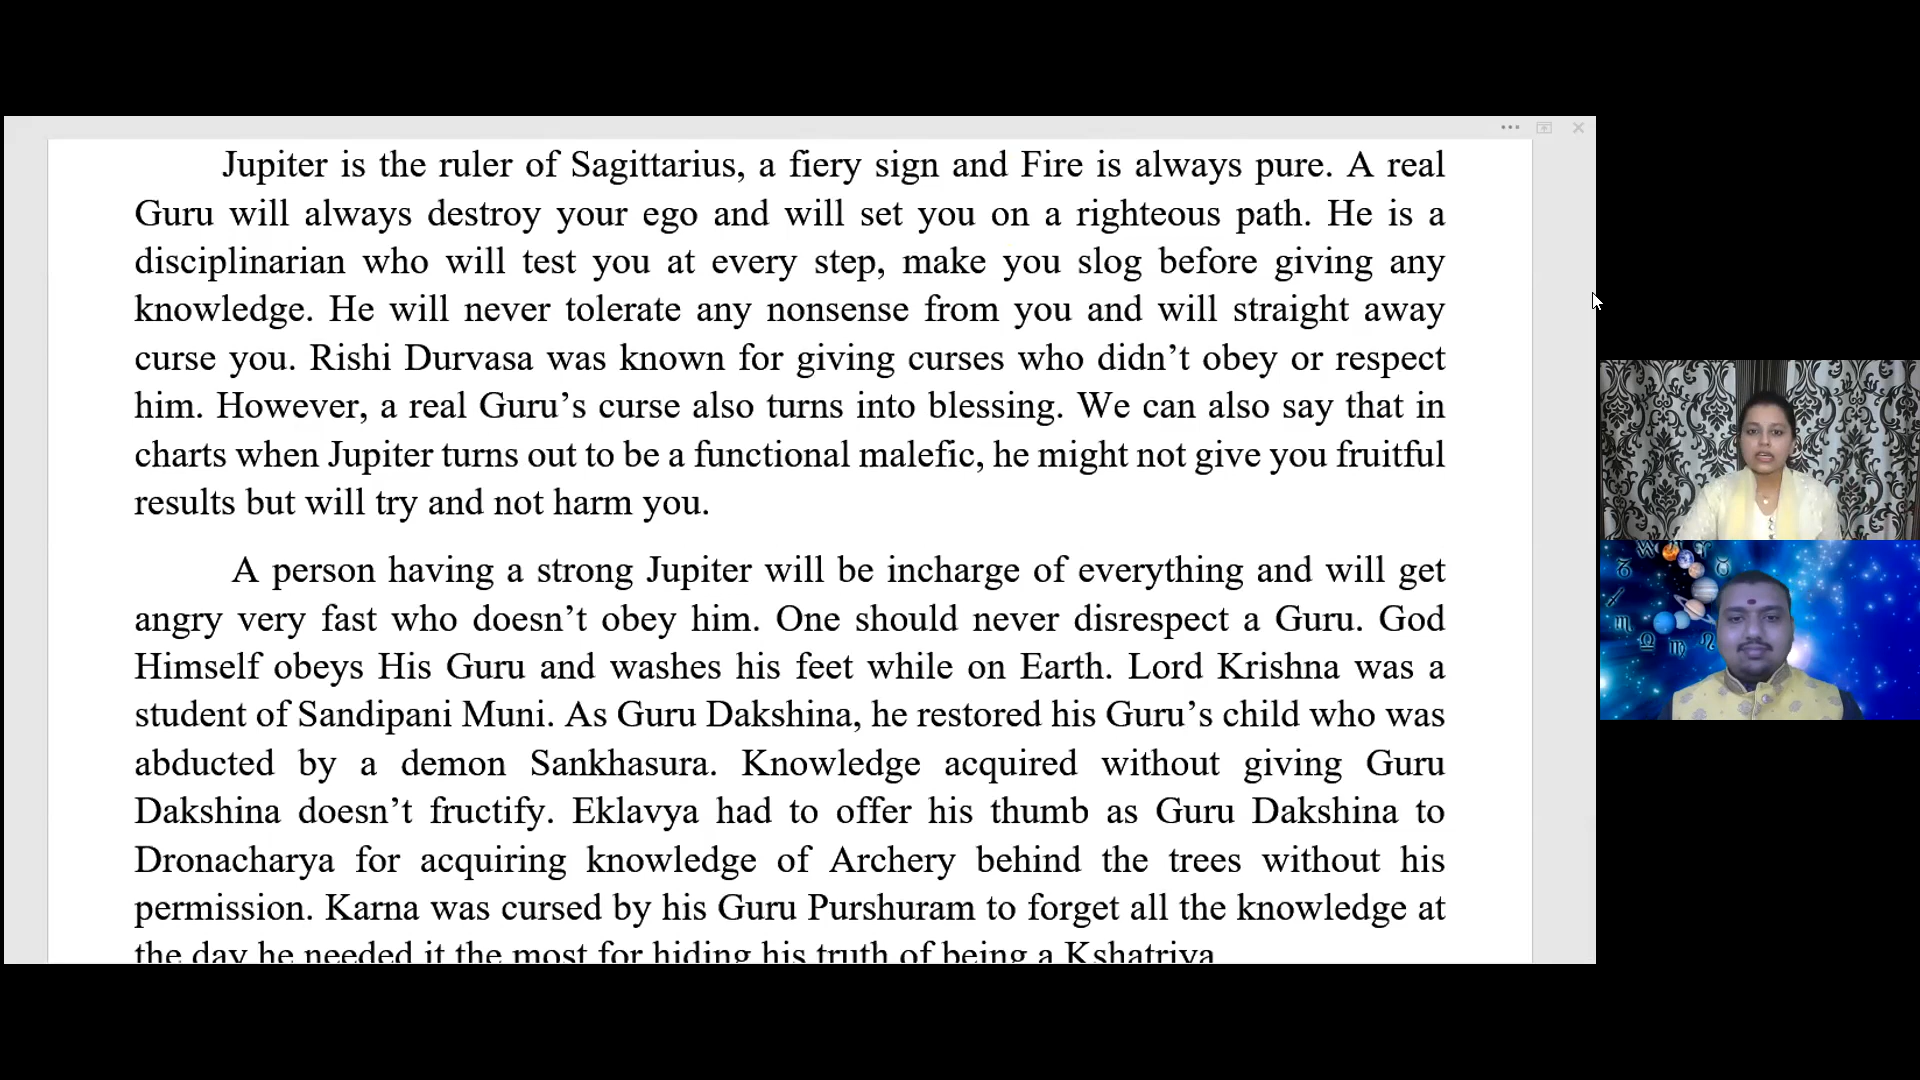 Jupiter is the ruler of Sagittarius, a fiery sign and Fire is always pure. A real
Guru will always destroy your ego and will set you on a righteous path. He is a
disciplinarian who will test you at every step, make you slog before giving any
knowledge. He will never tolerate any nonsense from you and will straight away
curse you. Rishi Durvasa was known for giving curses who didn’t obey or respect
him. However, a real Guru’s curse also turns into blessing. We can also say that in
charts when Jupiter turns out to be a functional malefic, he might not give you fruitful
results but will try and not harm you.
A person having a strong Jupiter will be incharge of everything and will get
angry very fast who doesn’t obey him. One should never disrespect a Guru. God
Himself obeys His Guru and washes his feet while on Earth. Lord Krishna was a
student of Sandipani Muni. As Guru Dakshina, he restored his Guru’s child who was
abducted by a demon Sankhasura. Knowledge acquired without giving Guru
Dakshina doesn’t fructify. Eklavya had to offer his thumb as Guru Dakshina to
Dronacharya for acquiring knowledge of Archery behind the trees without his
permission. Karna was cursed by his Guru Purshuram to forget all the knowledge at
the day he needed it the most for hiding his truth of being a Kshatriya